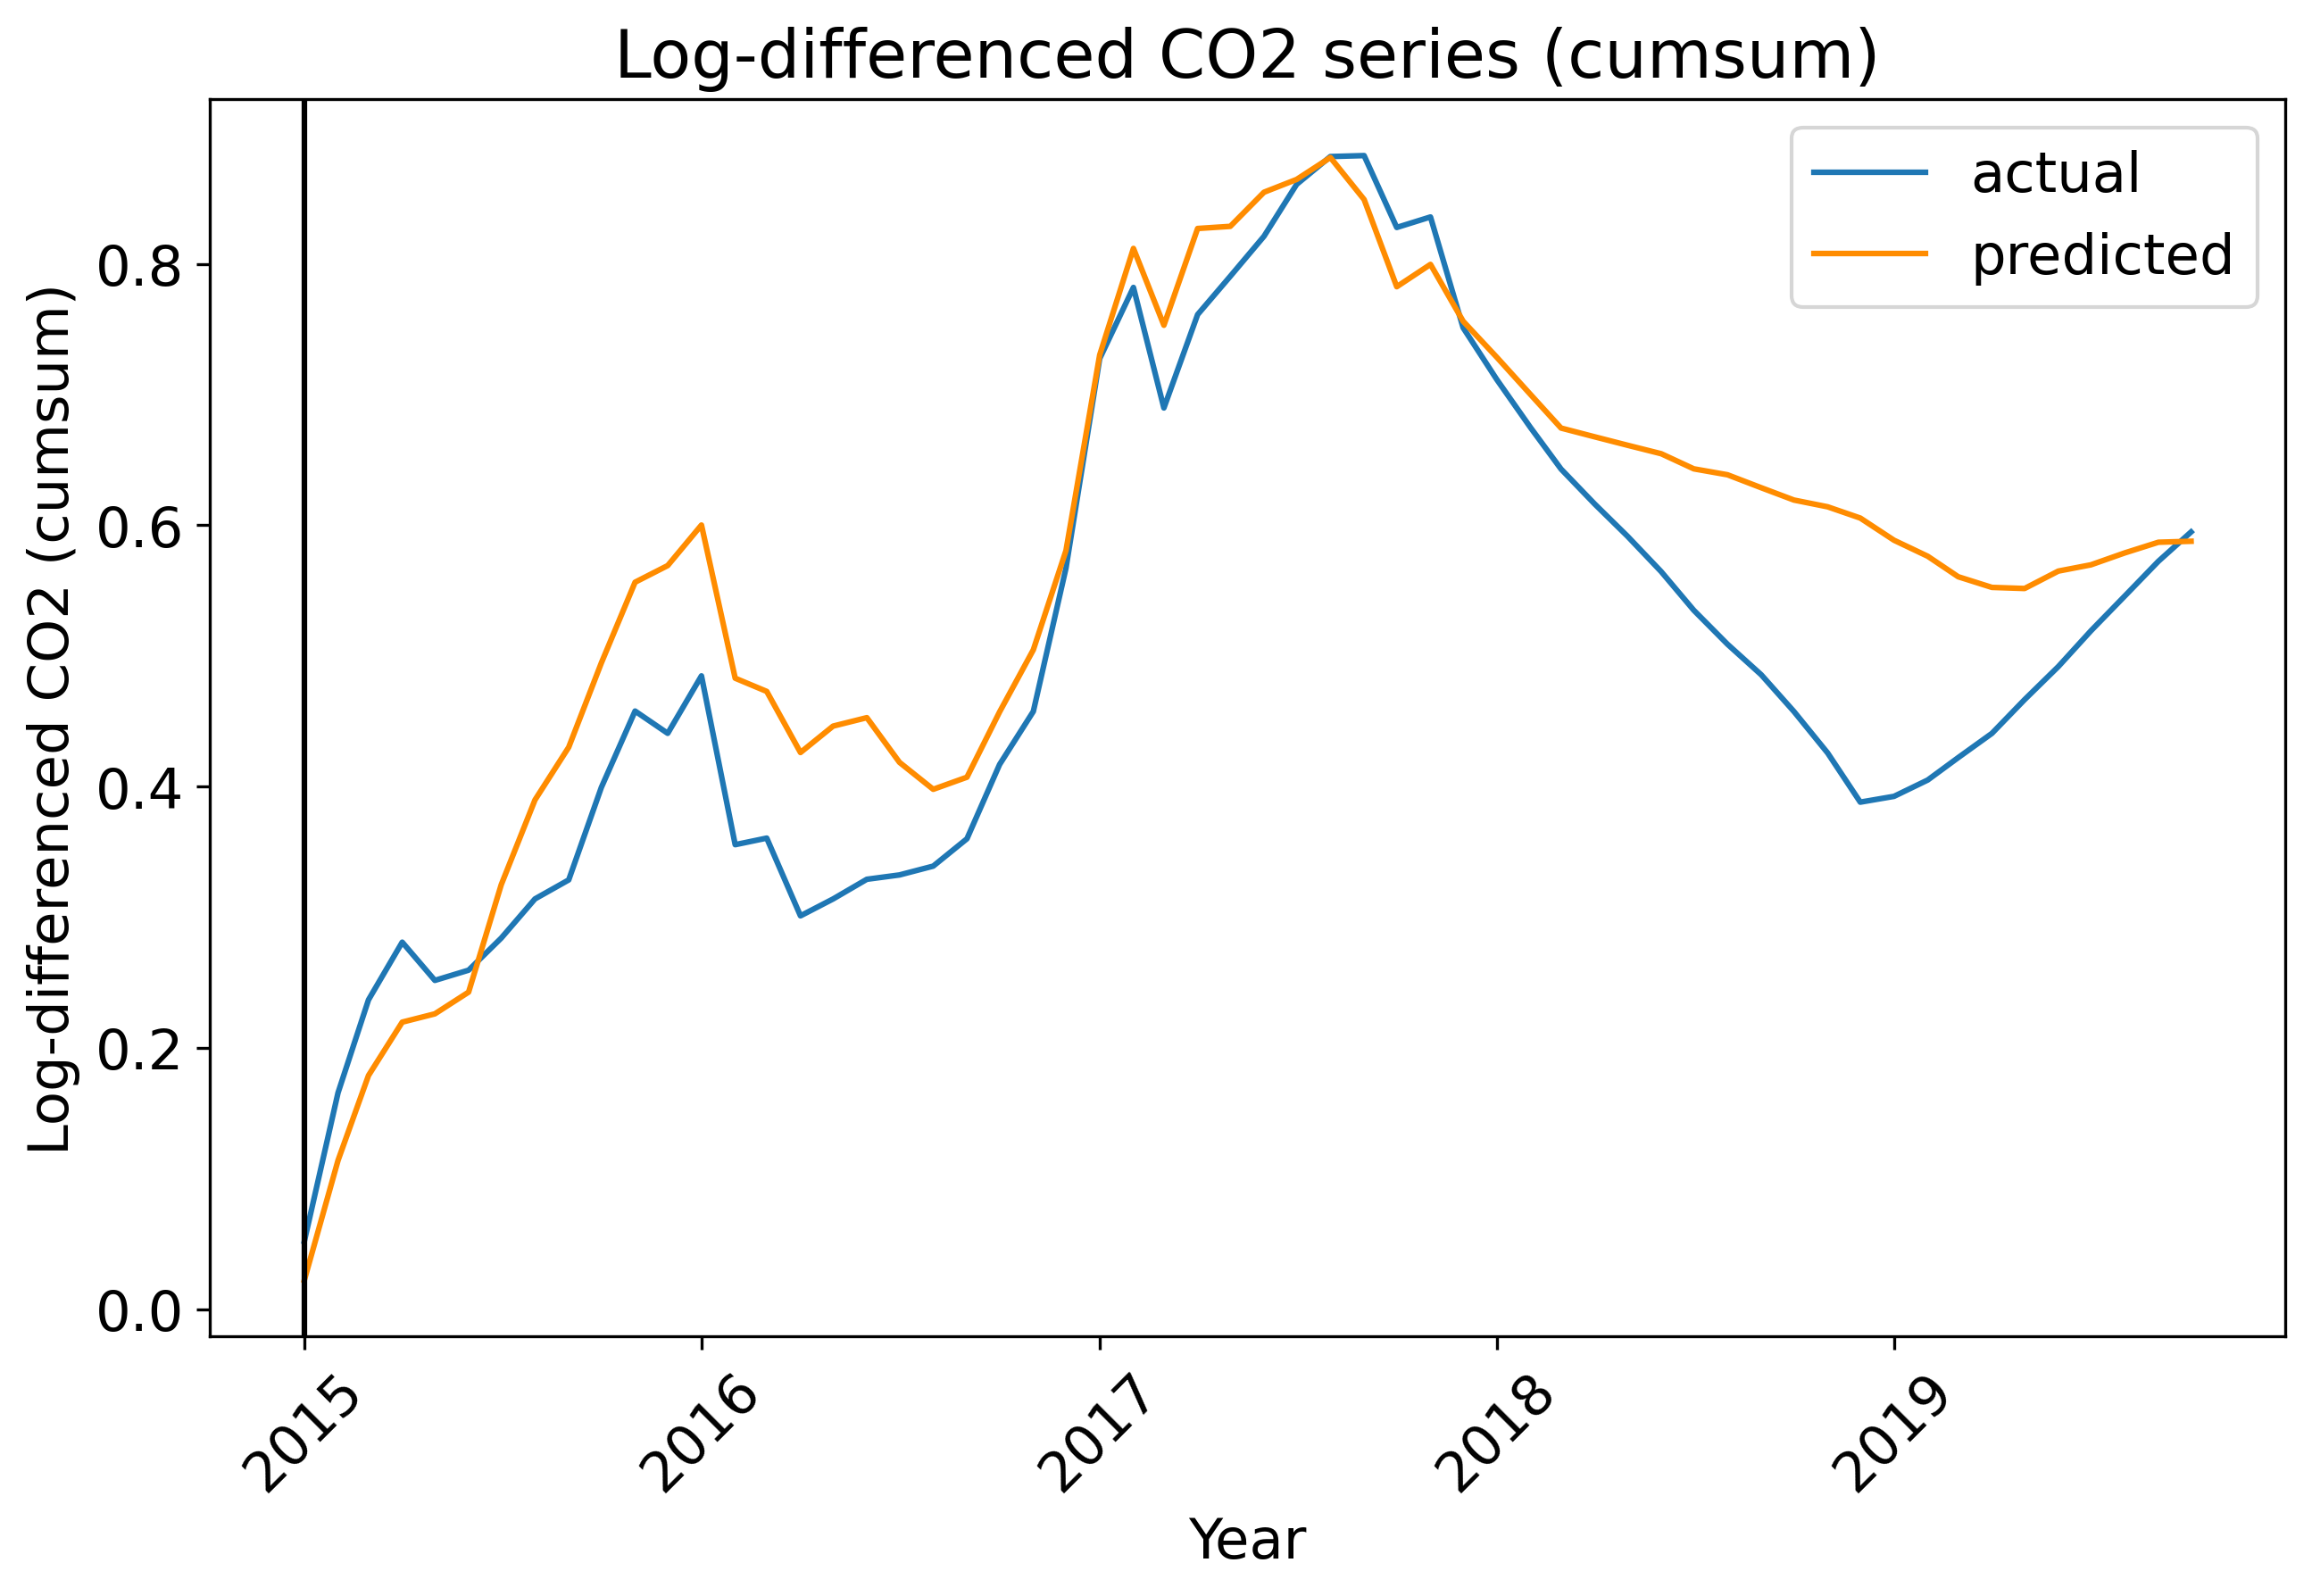 Log-differenced CO2 series (cumsum)
actual
predicted
Log-differenced CO2 (cumsum)
0.8
0.6
0.4
0.2
0.0
2015
2016
2017
2018
2019
Year